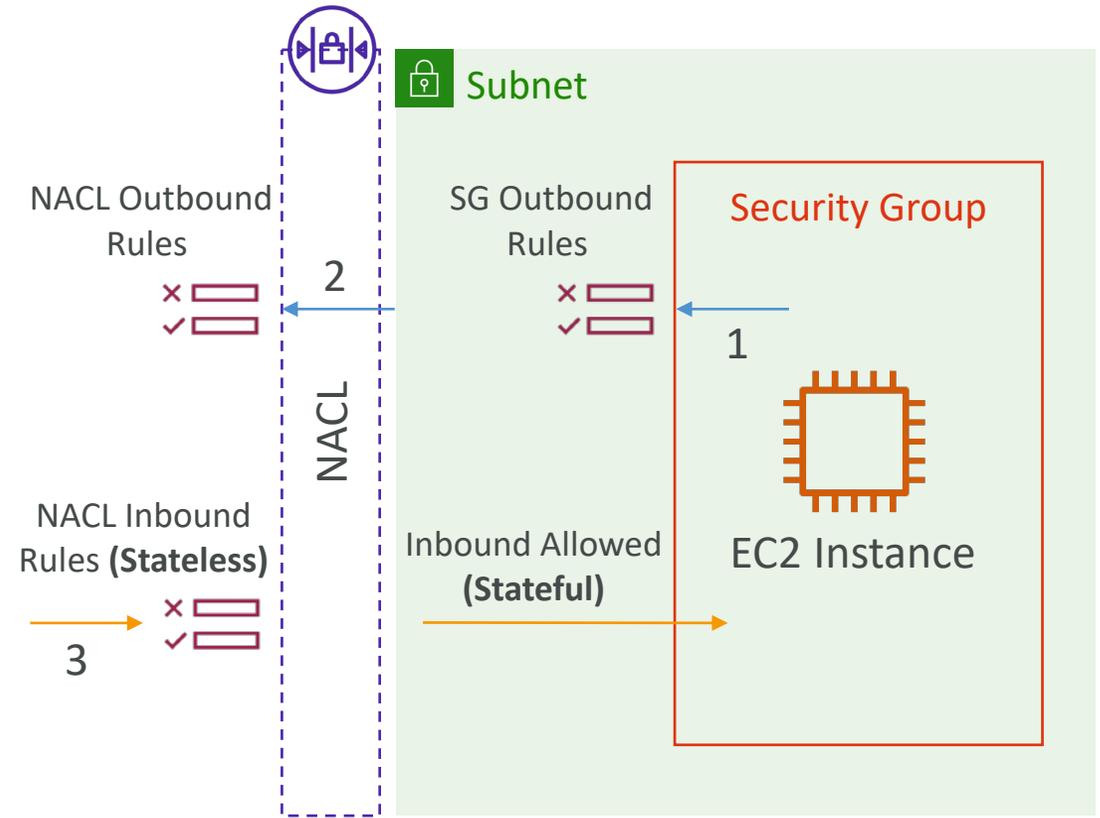 Subnet
NACL Outbound
Rules
SG Outbound
Rules
Security Group
2
1
NACL
NACL Inbound
Rules (Stateless)
Inbound Allowed
(Stateful)
EC2 Instance
3